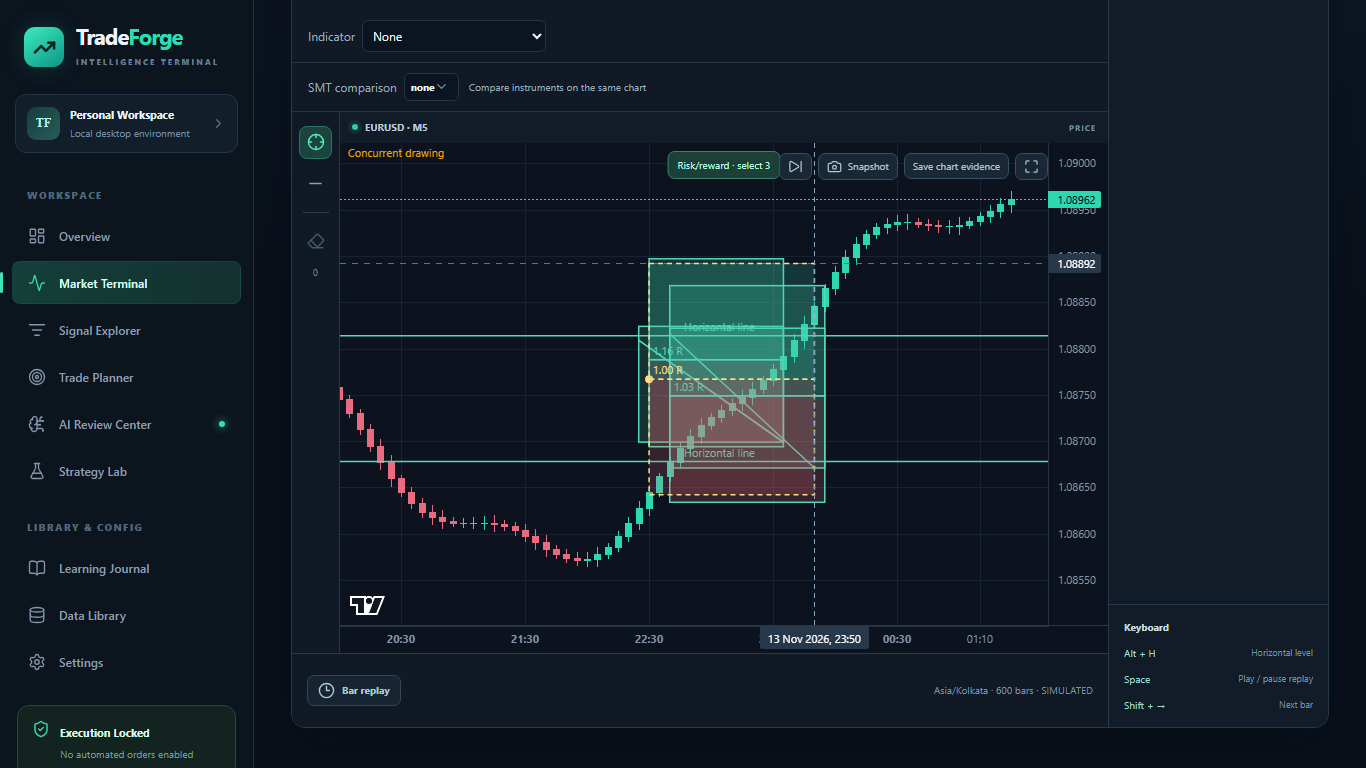 TradeForge
INTELLIGENCE TERMINAL
TF
Personal Workspace
Local desktop environment
WORKSPACE
Overview
Market Terminal
Signal Explorer
Trade Planner
AI Review Center
Strategy Lab
LIBRARY & CONFIG
Learning Journal
Data Library
Settings
Execution Locked
No automated orders enabled
Indicator
None
SMT comparison
none
Compare instruments on the same chart
EURUSD · M5
PRICE
Concurrent drawing
Risk/reward · select 3
Snapshot
Save chart evidence
0
1.09000
1.08962
1.08950
1.08892
1.08850
1.08800
1.08750
1.08700
1.08650
1.08600
1.08550
Horizontal line
1.16 R
1.00 R
1.03 R
Horizontal line
20:30
21:30
22:30
13 Nov 2026, 23:50
00:30
01:10
Bar replay
Asia/Kolkata · 600 bars · SIMULATED
Keyboard
Alt + H
Horizontal level
Space
Play / pause replay
Shift + →
Next bar